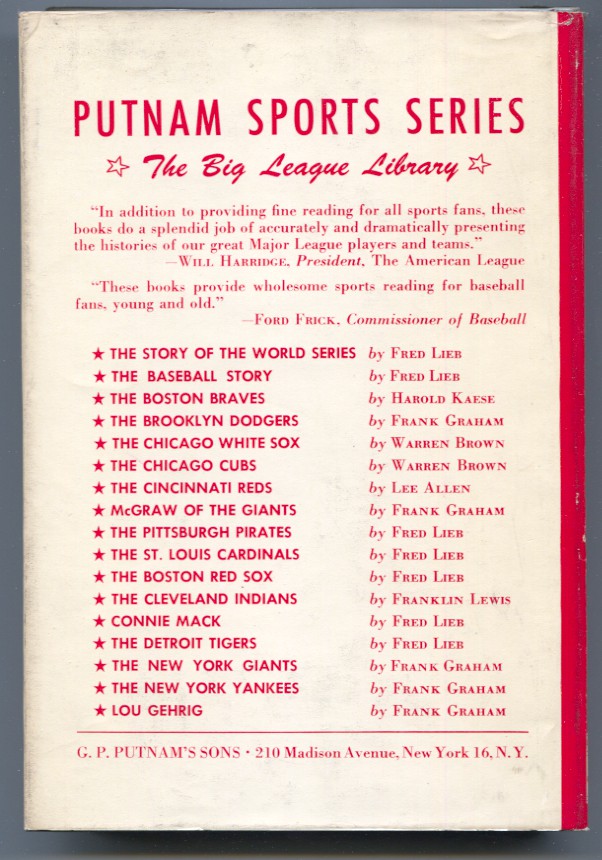 PUTNAM SPORTS SERIES
The Big League Library
"In addition to providing fine reading for all sports fans, these
books do a splendid job of accurately and dramatically presenting
the histories of our great Major League players and teams."
—WILL HARRIDGE, President, The American League
"These books provide wholesome sports reading for baseball
fans, young and old."
—FORD FRICK, Commissioner of Baseball
★ THE STORY OF THE WORLD SERIES by FRED LIEB
★ THE BASEBALL STORY by FRED LIEB
★ THE BOSTON BRAVES by HAROLD KAESE
★ THE BROOKLYN DODGERS by FRANK GRAHAM
★ THE CHICAGO WHITE SOX by WARREN BROWN
★ THE CHICAGO CUBS by WARREN BROWN
★ THE CINCINNATI REDS by LEE ALLEN
★ McGRAW OF THE GIANTS by FRANK GRAHAM
★ THE PITTSBURGH PIRATES by FRED LIEB
★ THE ST. LOUIS CARDINALS by FRED LIEB
★ THE BOSTON RED SOX by FRED LIEB
★ THE CLEVELAND INDIANS by FRANKLIN LEWIS
★ CONNIE MACK by FRED LIEB
★ THE DETROIT TIGERS by FRED LIEB
★ THE NEW YORK GIANTS by FRANK GRAHAM
★ THE NEW YORK YANKEES by FRANK GRAHAM
★ LOU GEHRIG by FRANK GRAHAM
G. P. PUTNAM'S SONS · 210 Madison Avenue, New York 16, N. Y.